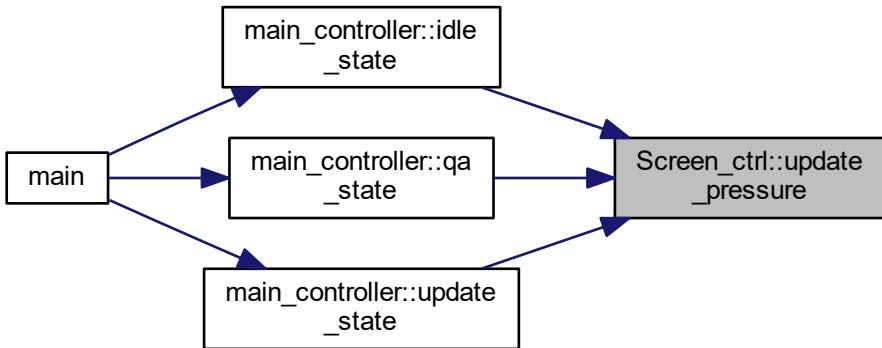 main
main_controller::idle
_state
main_controller::qa
_state
main_controller::update
_state
Screen_ctrl::update
_pressure